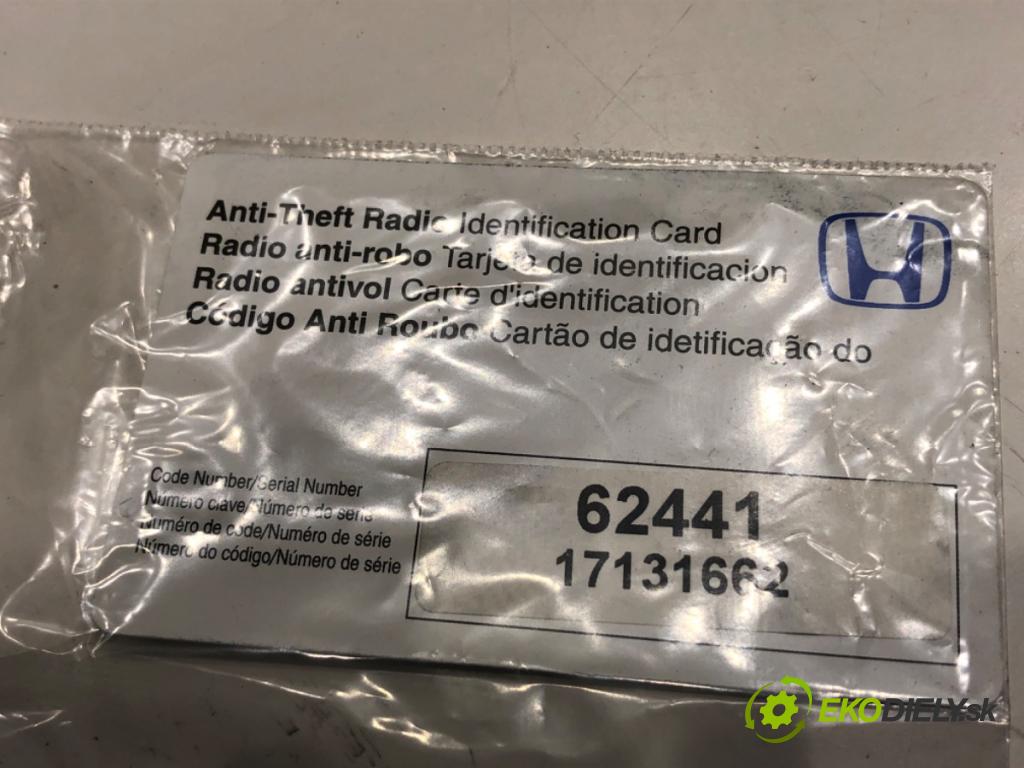 Anti-Theft Radio Identification Card
Radio anti-robo Tarjeta de identificacion
Radio antivol Carte d'identification
Código Anti Roubo Cartão de idetificação do
Code Number/Serial Number
Número clave/Número de serie
Numéro de code/Numéro de série
Número do código/Número de série
62441
17131662
EKODIELY.sk